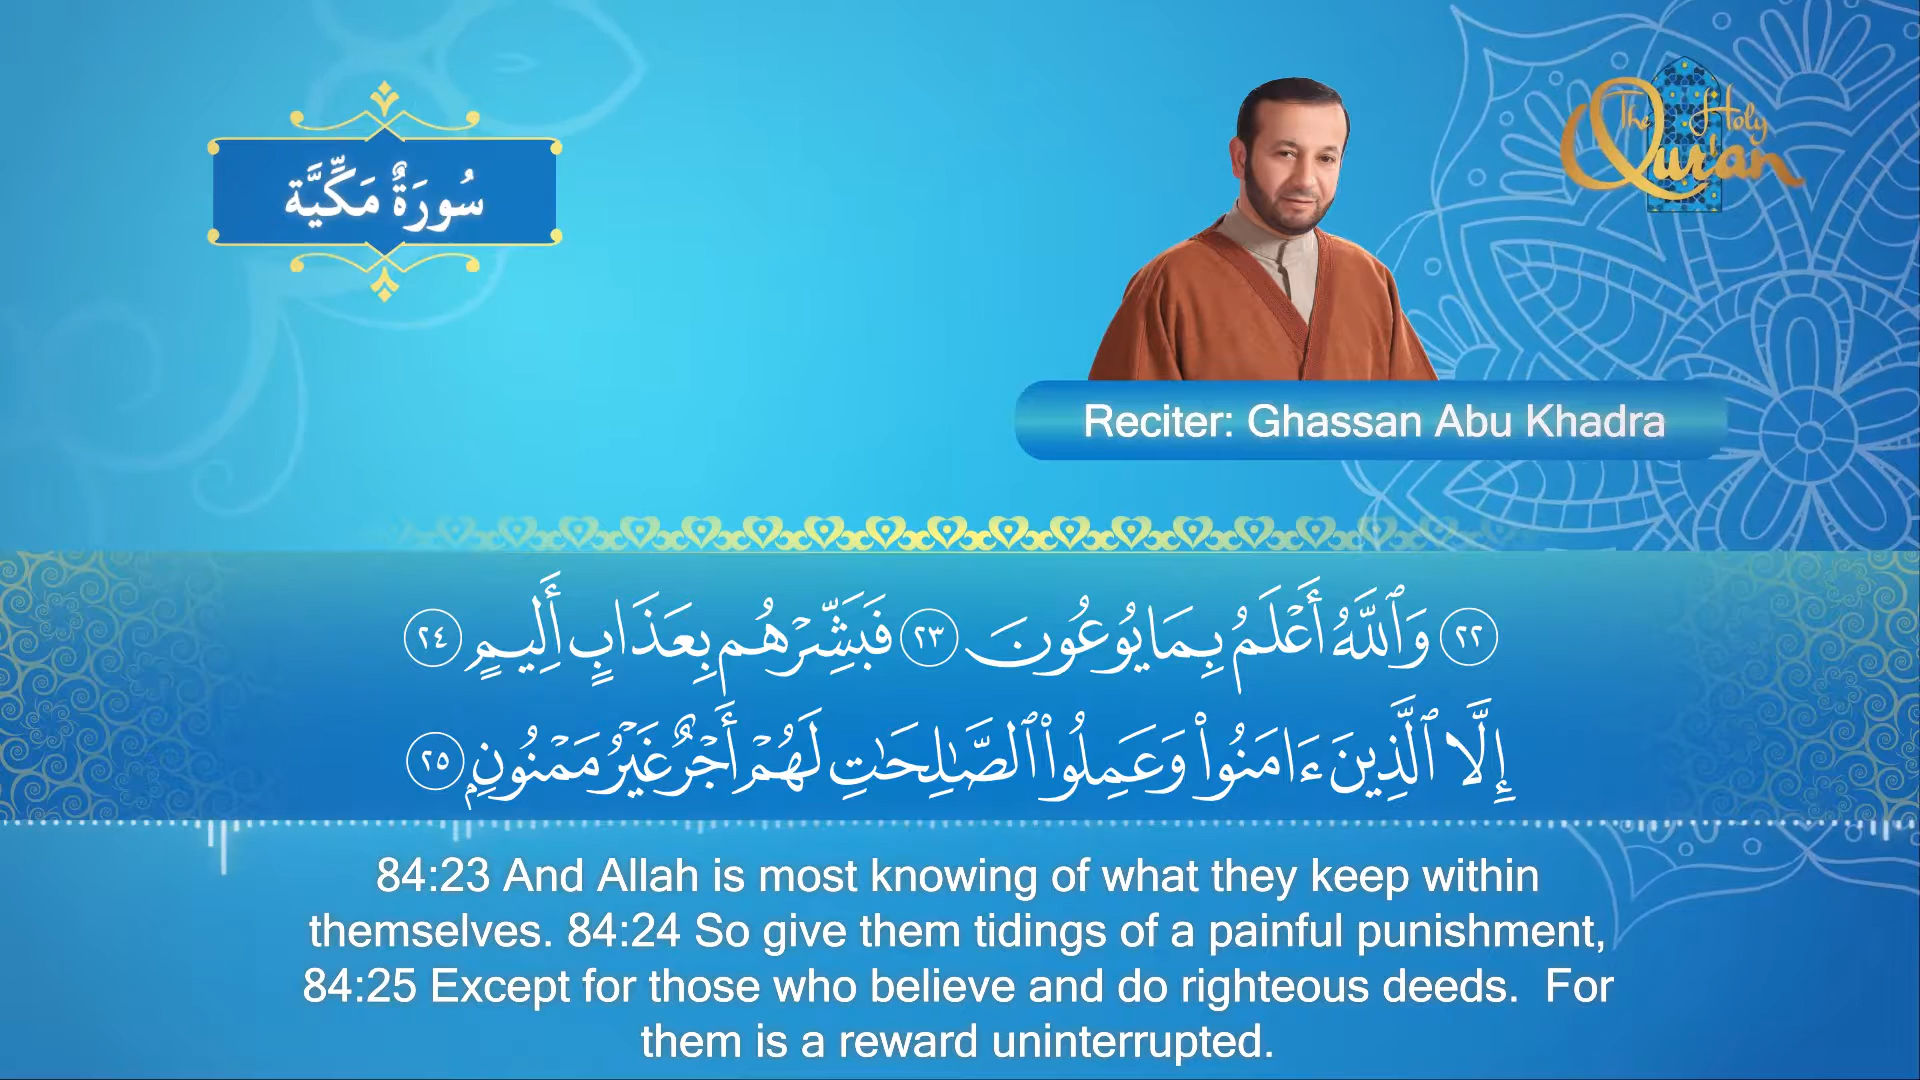 سُورَةٌ مَكِّيَّة
The Holy
Qur'an
Reciter: Ghassan Abu Khadra
٢٢ وَٱللَّهُ أَعْلَمُ بِمَا يُوعُونَ ٢٣ فَبَشِّرْهُم بِعَذَابٍ أَلِيمٍ ٢٤
إِلَّا ٱلَّذِينَ ءَامَنُوا۟ وَعَمِلُوا۟ ٱلصَّـٰلِحَـٰتِ لَهُمْ أَجْرٌ غَيْرُ مَمْنُونٍۭ ٢٥
84:23 And Allah is most knowing of what they keep within
themselves. 84:24 So give them tidings of a painful punishment,
84:25 Except for those who believe and do righteous deeds.  For
them is a reward uninterrupted.